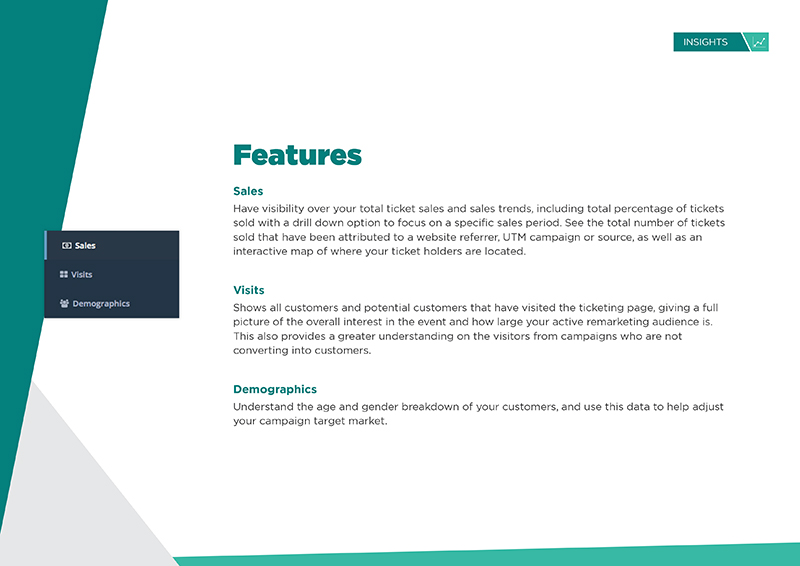 INSIGHTS
Features
Sales
Have visibility over your total ticket sales and sales trends, including total percentage of tickets
sold with a drill down option to focus on a specific sales period. See the total number of tickets
sold that have been attributed to a website referrer, UTM campaign or source, as well as an
interactive map of where your ticket holders are located.
Visits
Shows all customers and potential customers that have visited the ticketing page, giving a full
picture of the overall interest in the event and how large your active remarketing audience is.
This also provides a greater understanding on the visitors from campaigns who are not
converting into customers.
Demographics
Understand the age and gender breakdown of your customers, and use this data to help adjust
your campaign target market.
Sales
Visits
Demographics